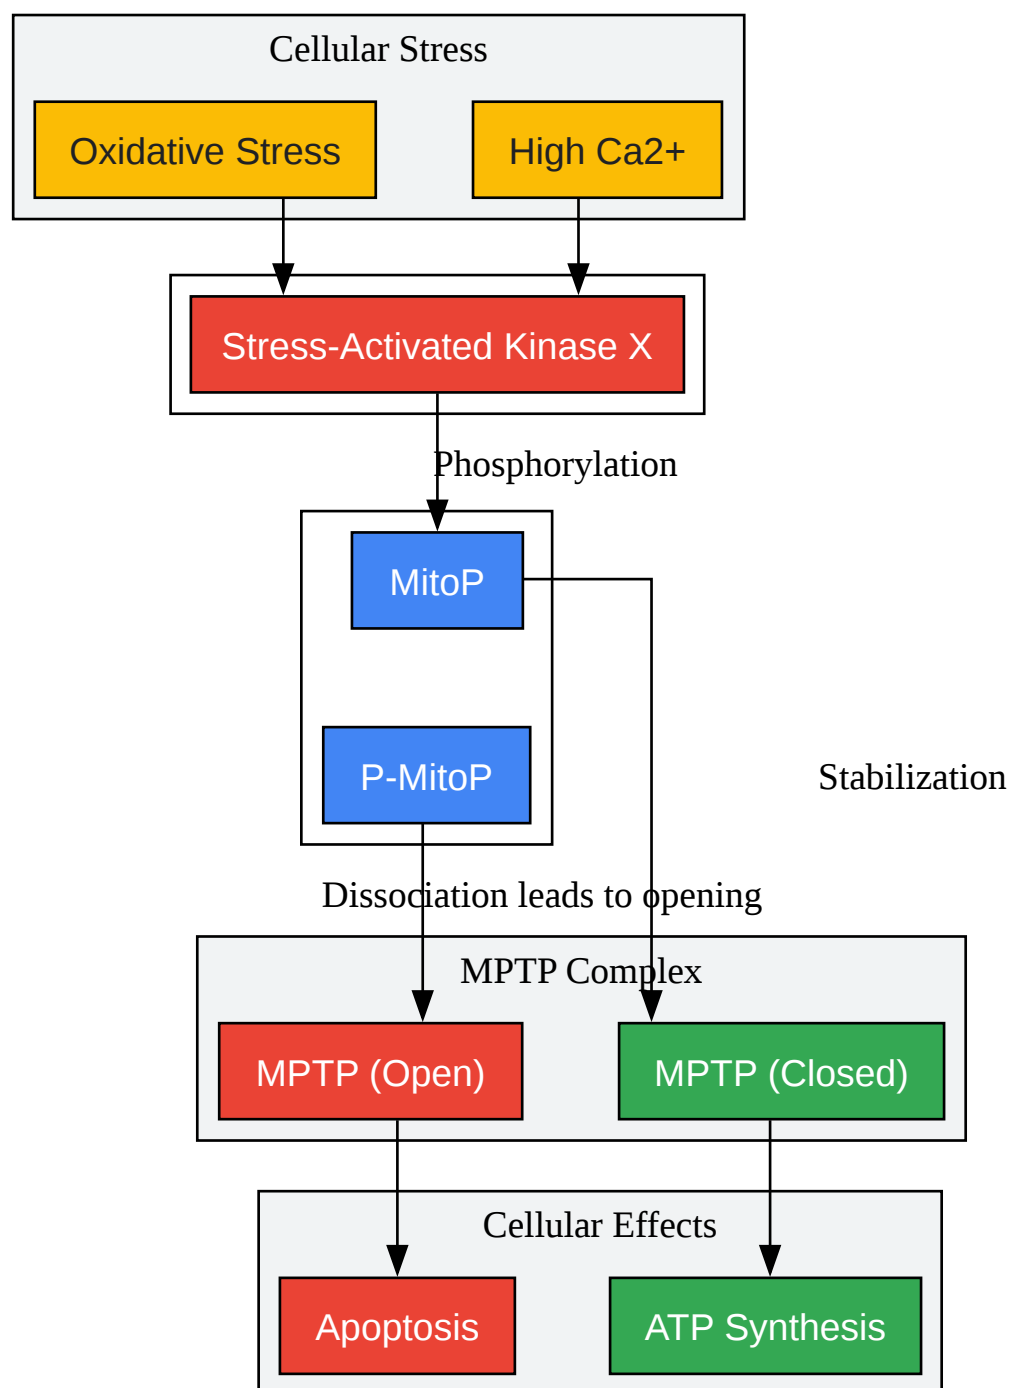 Cellular Stress
Oxidative Stress
High Ca2+
Stress-Activated Kinase X
Phosphorylation
MitoP
P-MitoP
Stabilization
Dissociation leads to opening
MPTP Complex
MPTP (Open)
MPTP (Closed)
Cellular Effects
Apoptosis
ATP Synthesis